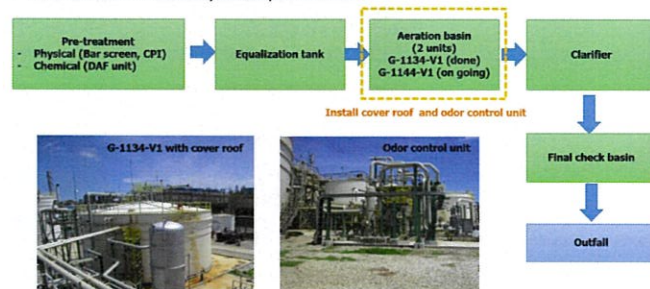 Pre-treatment
- Physical (Bar screen, CPI)
- Chemical (DAF unit)
Equalization tank
Aeration basin
(2 units)
G-1134-V1 (done)
G-1144-V1 (on going)
Clarifier
Install cover roof and odor control unit
G-1134-V1 with cover roof
Odor control unit
Final check basin
Outfall